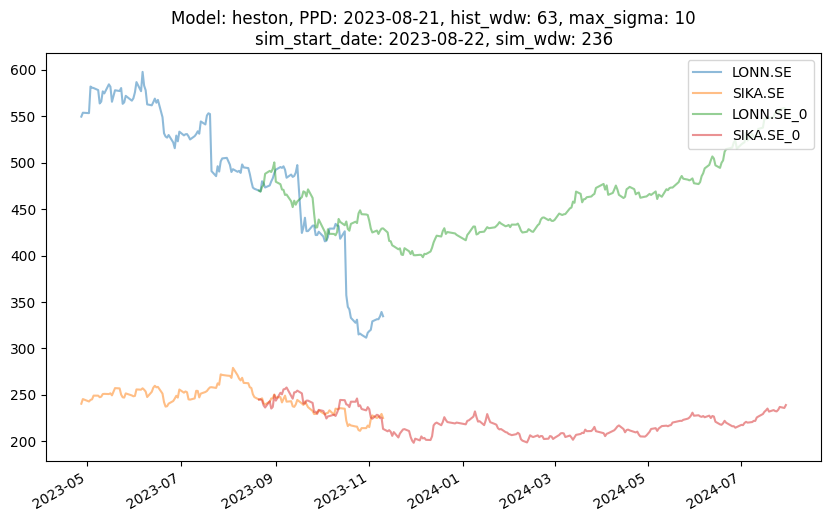 Model: heston, PPD: 2023-08-21, hist_wdw: 63, max_sigma: 10
sim_start_date: 2023-08-22, sim_wdw: 236
LONN.SE
SIKA.SE
LONN.SE_0
SIKA.SE_0
600
550
500
450
400
350
300
250
200
2023-05
2023-07
2023-09
2023-11
2024-01
2024-03
2024-05
2024-07